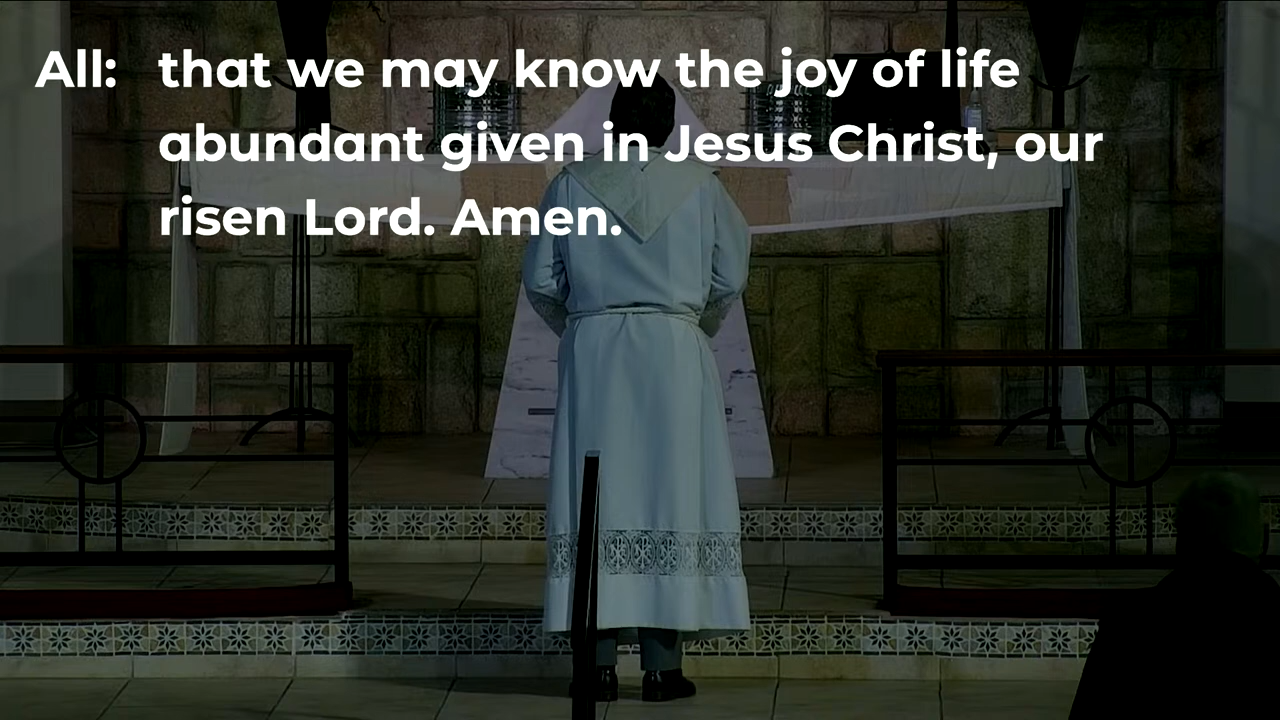 All: that we may know the joy of life
abundant given in Jesus Christ, our
risen Lord. Amen.